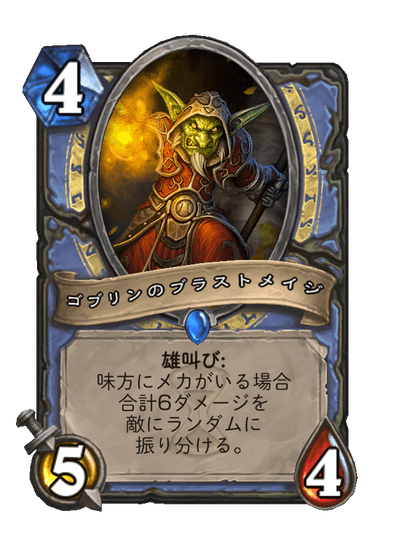 4
ゴブリンのブラストメイジ
雄叫び:
味方にメカがいる場合
合計6ダメージを
敵にランダムに
振り分ける。
5
4